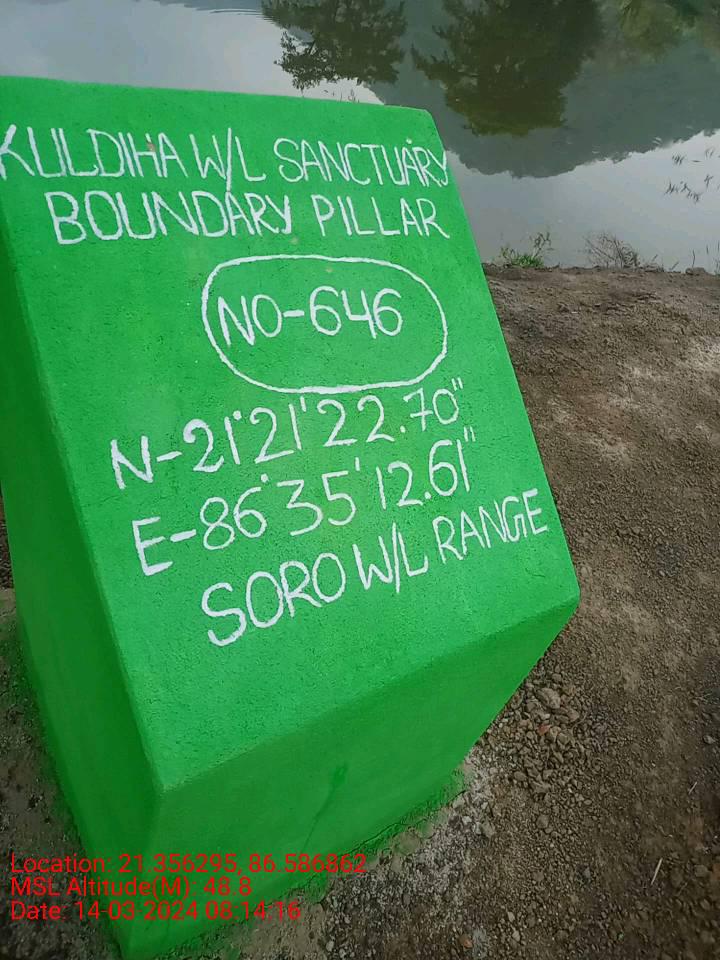 KULDIHA W/L SANCTUARY
BOUNDARY PILLAR
NO-646
N-21°21'22.70"
E-86°35'12.61"
SORO W/L RANGE
Location: 21.356295, 86.586862
MSL Altitude(M): 48.8
Date: 14-03-2024 08:14:16